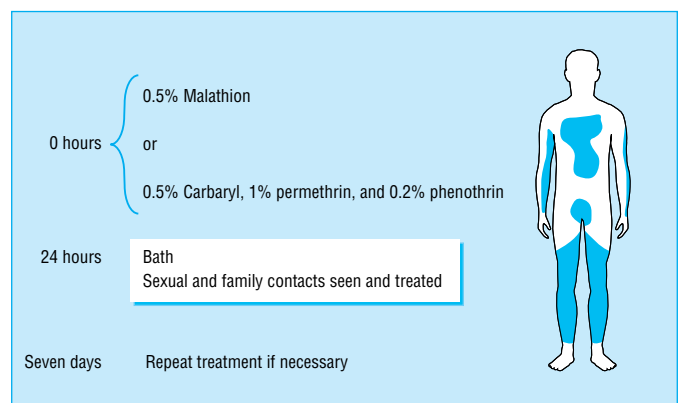 0.5% Malathion
0 hours or
0.5% Carbaryl, 1% permethrin, and 0.2% phenothrin
24 hours Bath
Sexual and family contacts seen and treated
Seven days Repeat treatment if necessary